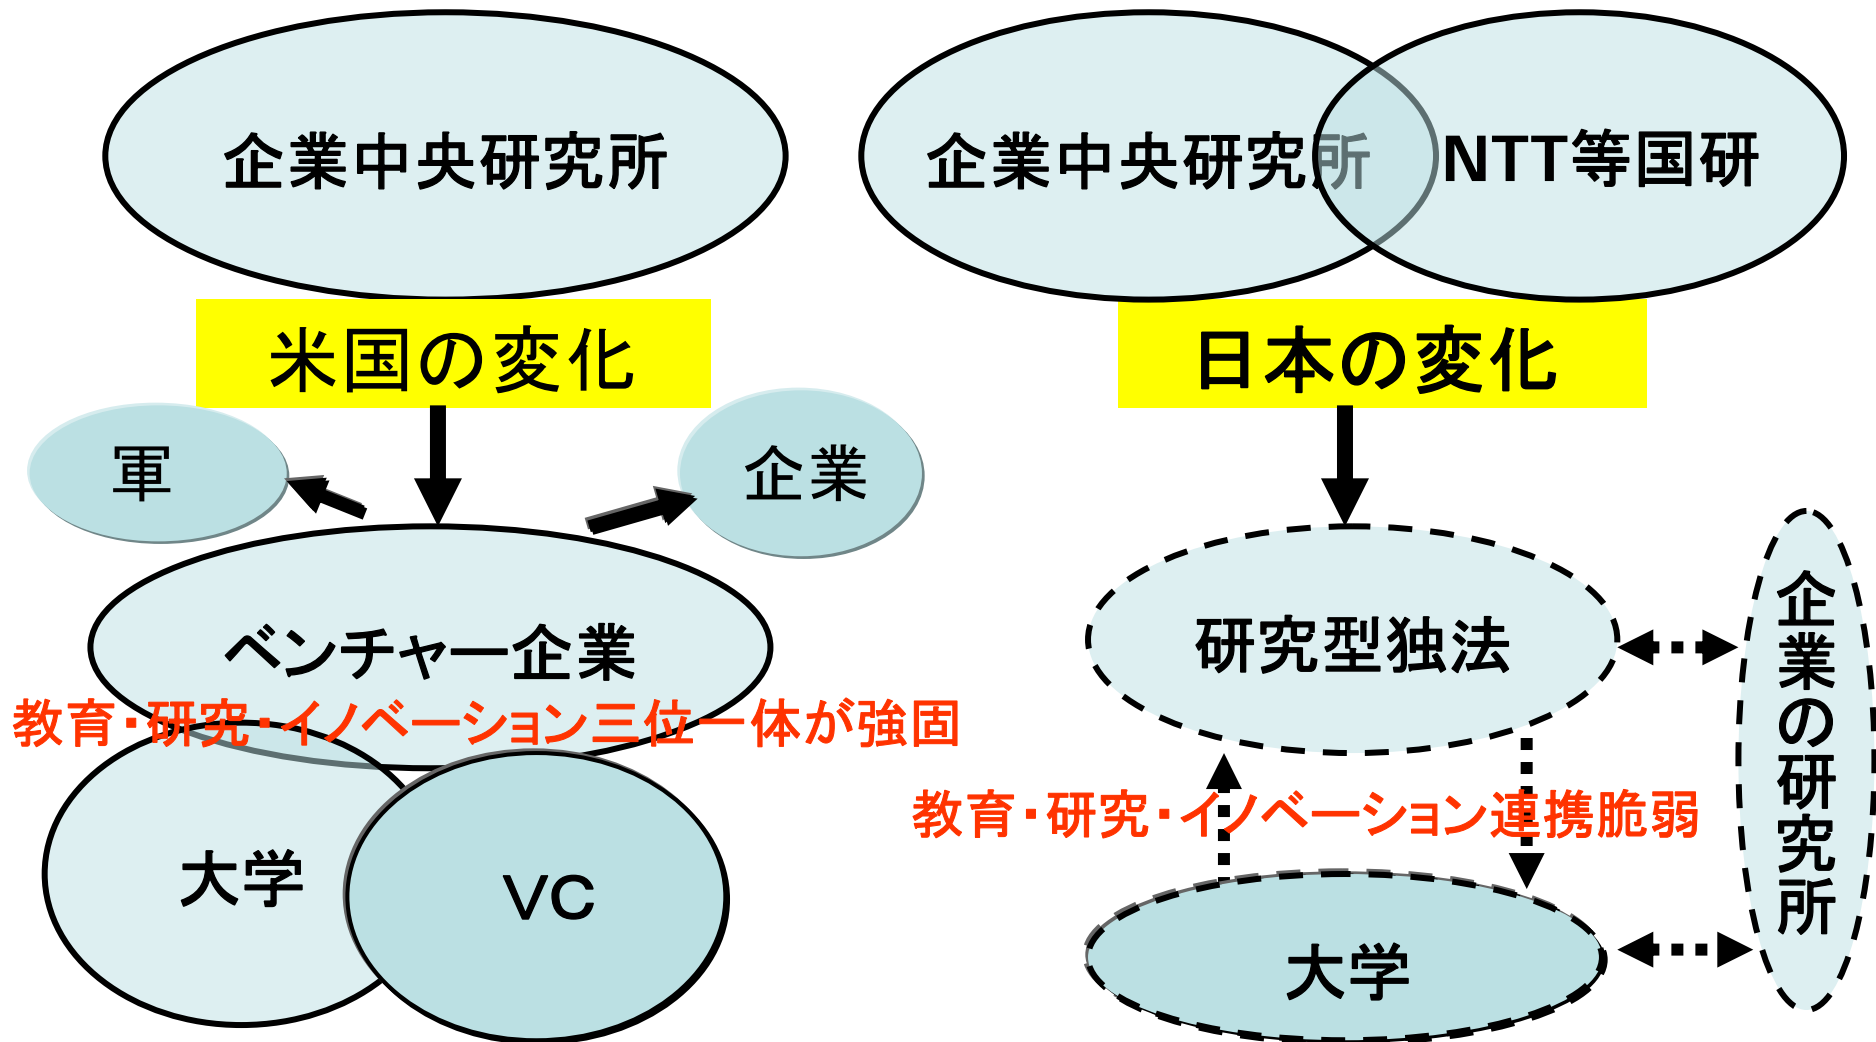 企業中央研究所
企業中央研究所
NTT等国研
米国の変化
日本の変化
軍
企業
ベンチャー企業
教育・研究・イノベーション三位一体が強固
大学
VC
研究型独法
企業の研究所
教育・研究・イノベーション連携脆弱
大学